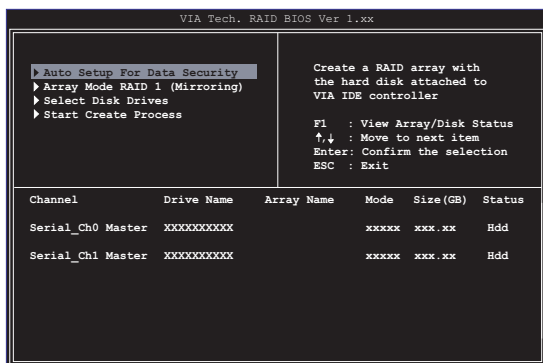 VIA Tech. RAID BIOS Ver 1.xx
Auto Setup For Data Security
Array Mode RAID 1 (Mirroring)
Select Disk Drives
Start Create Process
Create a RAID array with
the hard disk attached to
VIA IDE controller
F1 : View Array/Disk Status
↑,↓ : Move to next item
Enter: Confirm the selection
ESC : Exit
Channel Drive Name Array Name Mode Size(GB) Status
Serial_Ch0 Master XXXXXXXXXX xxxxx xxx.xx Hdd
Serial_Ch1 Master XXXXXXXXXX xxxxx xxx.xx Hdd